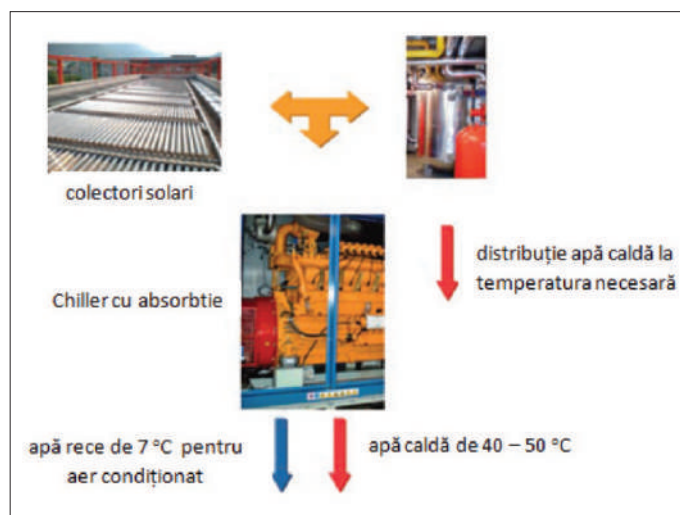 colectori solari
distribuție apă caldă la
temperatura necesară
Chiller cu absorbtie
apă rece de 7 °C pentru
aer condiționat
apă caldă de 40 – 50 °C